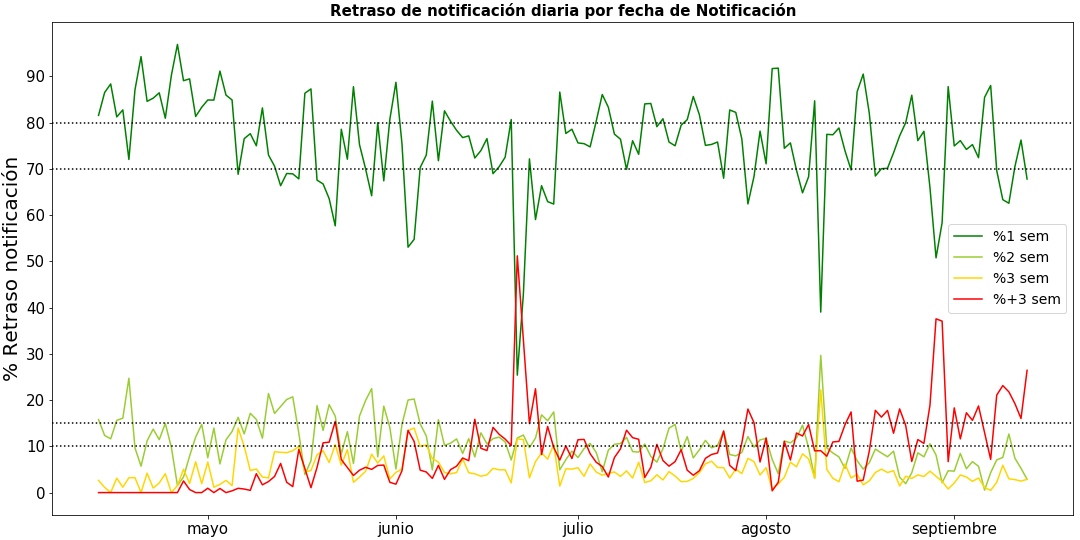 Retraso de notificación diaria por fecha de Notificación
% Retraso notificación
90
80
70
60
50
40
30
20
10
0
%1 sem
%2 sem
%3 sem
%+3 sem
mayo junio julio agosto septiembre